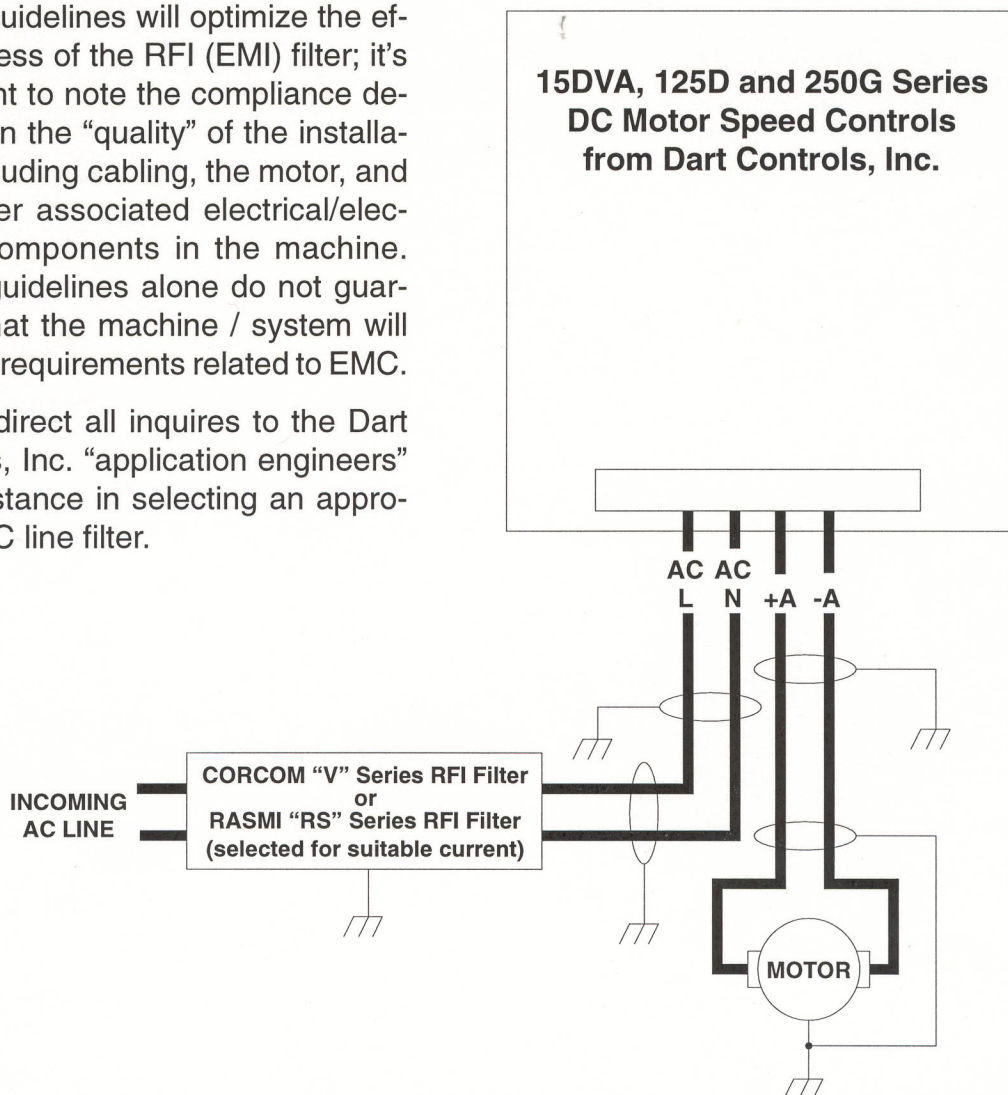 uidelines will optimize the ef-
ess of the RFI (EMI) filter; it's
nt to note the compliance de-
n the “quality” of the installa-
luding cabling, the motor, and
er associated electrical/elec-
omponents in the machine.
guidelines alone do not guar-
hat the machine / system will
requirements related to EMC.
direct all inquires to the Dart
s, Inc. “application engineers”
stance in selecting an appro-
C line filter.
15DVA, 125D and 250G Series
DC Motor Speed Controls
from Dart Controls, Inc.
AC AC
L N +A -A
INCOMING
AC LINE
CORCOM “V” Series RFI Filter
or
RASMI “RS” Series RFI Filter
(selected for suitable current)
MOTOR